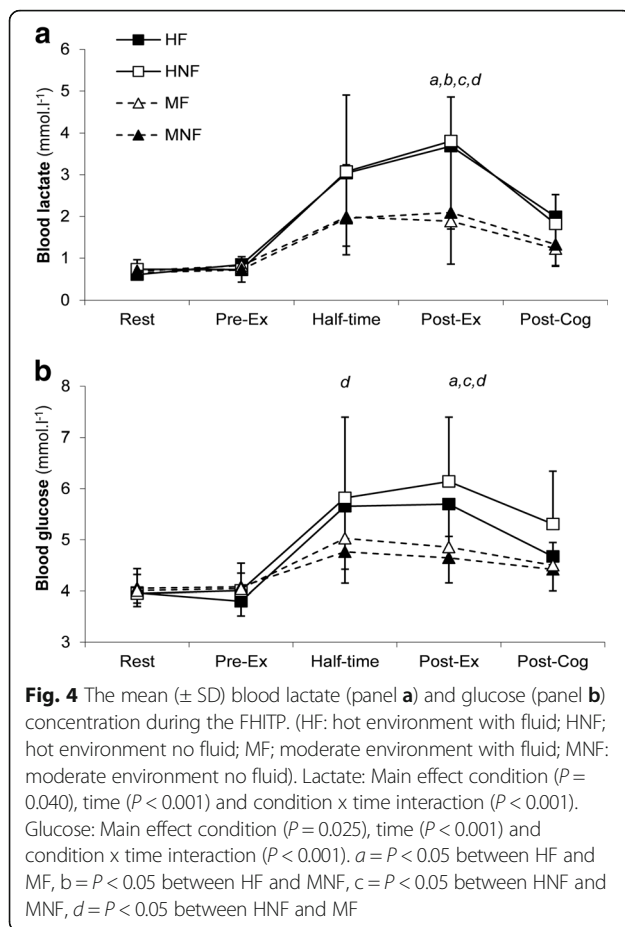 a
HF
HNF
MF
MNF
a,b,c,d
6
5
4
3
2
1
0
Blood lactate (mmol.l-1)
Rest Pre-Ex Half-time Post-Ex Post-Cog
b
d a,c,d
8
7
6
5
4
3
Blood glucose (mmol.l-1)
Rest Pre-Ex Half-time Post-Ex Post-Cog
Fig. 4 The mean (± SD) blood lactate (panel a) and glucose (panel b)
concentration during the FHITP. (HF: hot environment with fluid; HNF;
hot environment no fluid; MF; moderate environment with fluid; MNF:
moderate environment no fluid). Lactate: Main effect condition (P =
0.040), time (P < 0.001) and condition x time interaction (P < 0.001).
Glucose: Main effect condition (P = 0.025), time (P < 0.001) and
condition x time interaction (P < 0.001). a = P < 0.05 between HF and
MF, b = P < 0.05 between HF and MNF, c = P < 0.05 between HNF and
MNF, d = P < 0.05 between HNF and MF